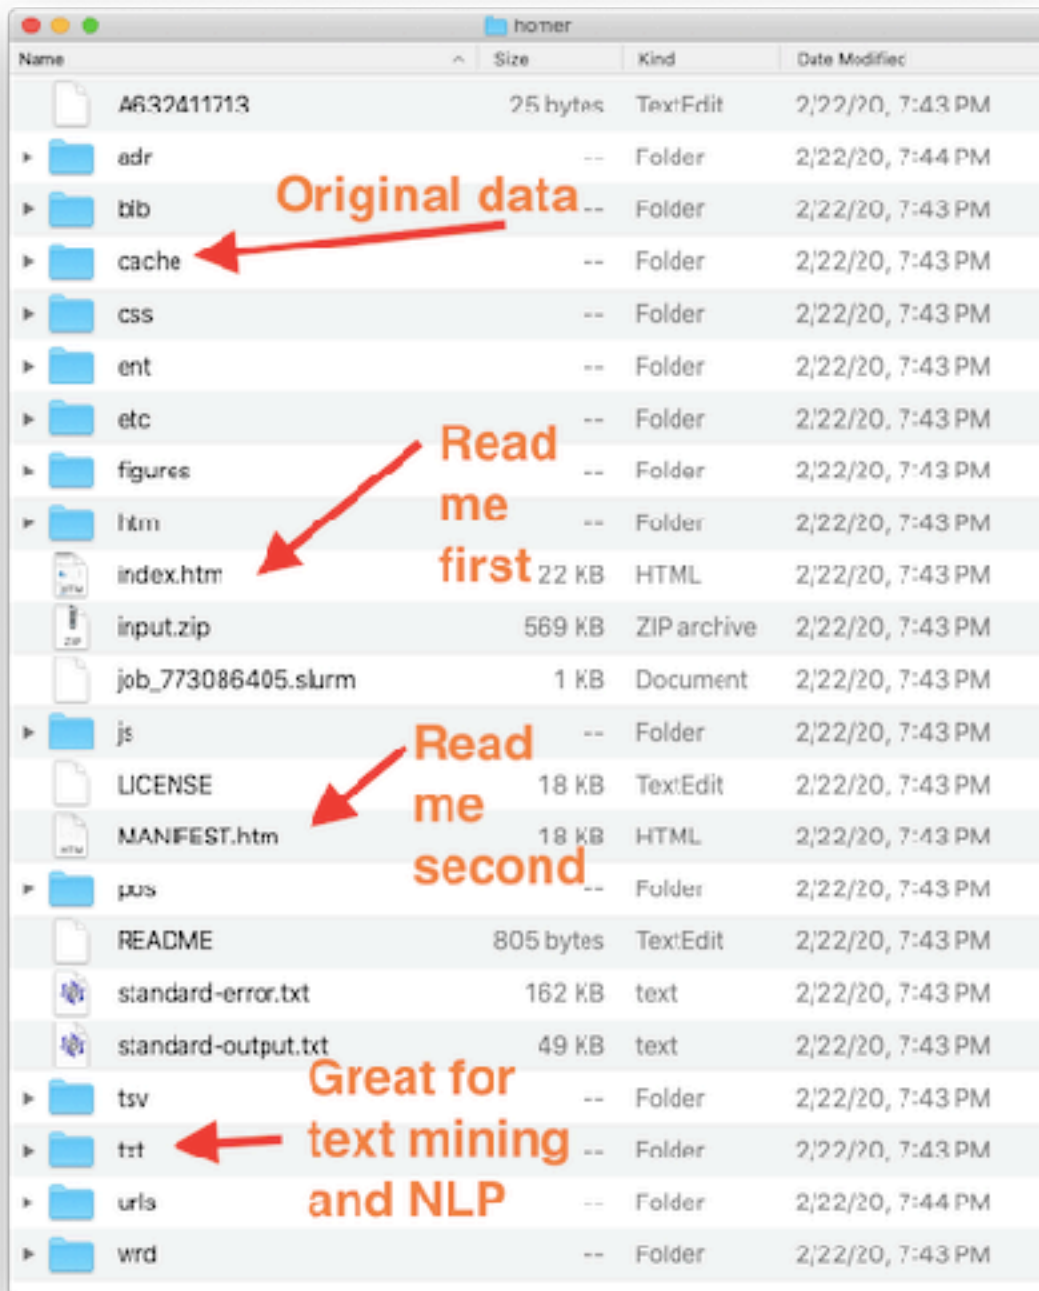 homer
Name Size Kind Date Modified
A632411713 25 bytes TextEdit 2/22/20, 7:43 PM
adr -- Folder 2/22/20, 7:44 PM
Original data
bib -- Folder 2/22/20, 7:43 PM
cache -- Folder 2/22/20, 7:43 PM
css -- Folder 2/22/20, 7:43 PM
ent -- Folder 2/22/20, 7:43 PM
etc -- Folder 2/22/20, 7:43 PM
Read
figures -- Folder 2/22/20, 7:43 PM
me
htm -- Folder 2/22/20, 7:43 PM
first
index.htm 22 KB HTML 2/22/20, 7:43 PM
input.zip 569 KB ZIP archive 2/22/20, 7:43 PM
job_773086405.slurm 1 KB Document 2/22/20, 7:43 PM
js -- Folder 2/22/20, 7:43 PM
Read
LICENSE 18 KB TextEdit 2/22/20, 7:43 PM
me
MANIFEST.htm 18 KB HTML 2/22/20, 7:43 PM
second
pos -- Folder 2/22/20, 7:43 PM
README 805 bytes TextEdit 2/22/20, 7:43 PM
standard-error.txt 162 KB text 2/22/20, 7:43 PM
standard-output.txt 49 KB text 2/22/20, 7:43 PM
Great for
tsv -- Folder 2/22/20, 7:43 PM
text mining
txt -- Folder 2/22/20, 7:43 PM
and NLP
urls -- Folder 2/22/20, 7:44 PM
wrd -- Folder 2/22/20, 7:43 PM